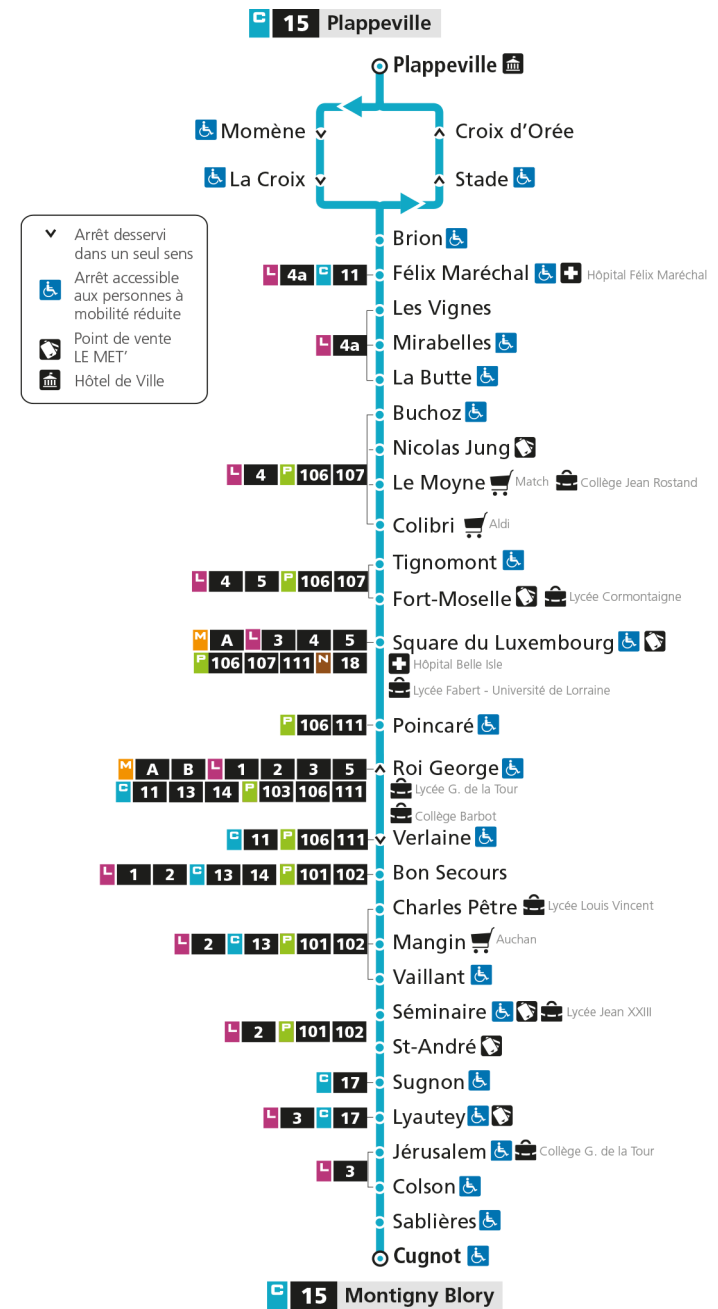 C 15 Plappeville
Plappeville
Momène
Croix d'Orée
La Croix
Stade
Arrêt desservi
dans un seul sens
Arrêt accessible
aux personnes à
mobilité réduite
Point de vente
LE MET'
Hôtel de Ville
Brion
L 4a C 11 Félix Maréchal Hôpital Félix Maréchal
Les Vignes
L 4a Mirabelles
La Butte
Buchoz
Nicolas Jung
L 4 P 106 107
Le Moyne Match Collège Jean Rostand
Colibri Aldi
Tignomont
L 4 5 P 106 107
Fort-Moselle Lycée Cormontaigne
M A L 3 4 5 Square du Luxembourg
P 106 107 111 N 18 Hôpital Belle Isle
Lycée Fabert - Université de Lorraine
P 106 111 Poincaré
M A B L 1 2 3 5 Roi George
C 11 13 14 P 103 106 111 Lycée G. de la Tour
Collège Barbot
C 11 P 106 111 Verlaine
L 1 2 C 13 14 P 101 102 Bon Secours
Charles Pêtre Lycée Louis Vincent
L 2 C 13 P 101 102 Mangin Auchan
Vaillant
Séminaire Lycée Jean XXIII
L 2 P 101 102
St-André
C 17 Sugnon
L 3 C 17 Lyautey
Jérusalem Collège G. de la Tour
L 3
Colson
Sablières
Cugnot
C 15 Montigny Blory